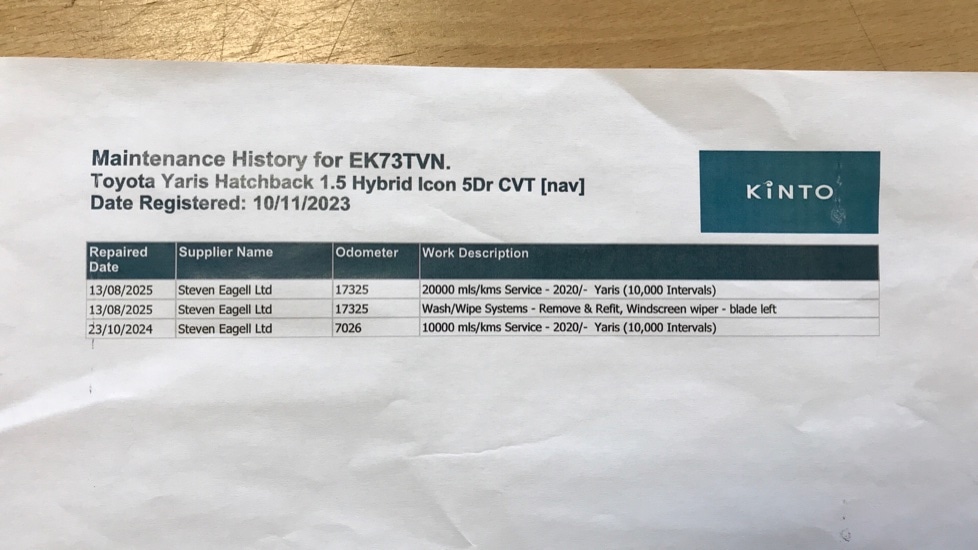 Maintenance History for EK73TVN.
Toyota Yaris Hatchback 1.5 Hybrid Icon 5Dr CVT [nav]
Date Registered: 10/11/2023
KINTO
Repaired Date Supplier Name Odometer Work Description
13/08/2025 Steven Eagell Ltd 17325 20000 mls/kms Service - 2020/- Yaris (10,000 Intervals)
13/08/2025 Steven Eagell Ltd 17325 Wash/Wipe Systems - Remove & Refit, Windscreen wiper - blade left
23/10/2024 Steven Eagell Ltd 7026 10000 mls/kms Service - 2020/- Yaris (10,000 Intervals)